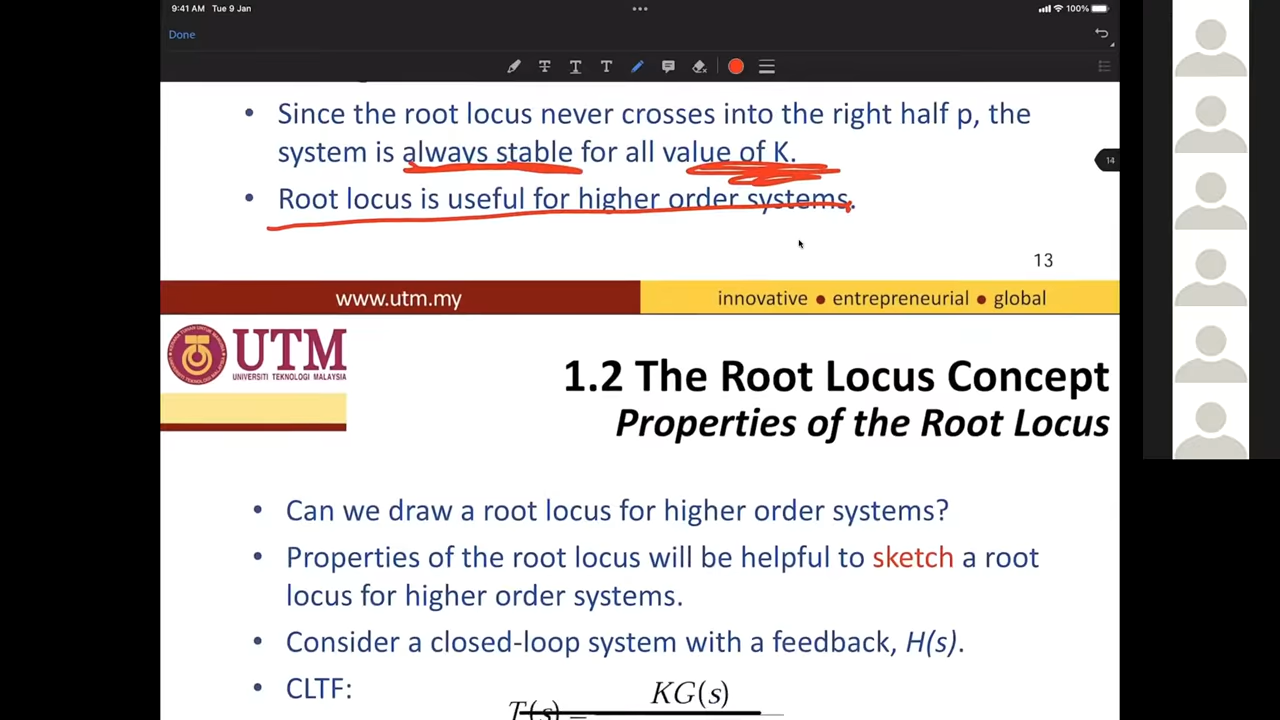 9:41 AM Tue 9 Jan
100%
Done
• Since the root locus never crosses into the right half p, the
system is always stable for all value of K.
14
• Root locus is useful for higher order systems.
13
www.utm.my
innovative ● entrepreneurial ● global
UTM
UNIVERSITI TEKNOLOGI MALAYSIA
1.2 The Root Locus Concept
Properties of the Root Locus
• Can we draw a root locus for higher order systems?
• Properties of the root locus will be helpful to sketch a root
locus for higher order systems.
• Consider a closed-loop system with a feedback, H(s).
• CLTF:
KG(s)
T(s) =